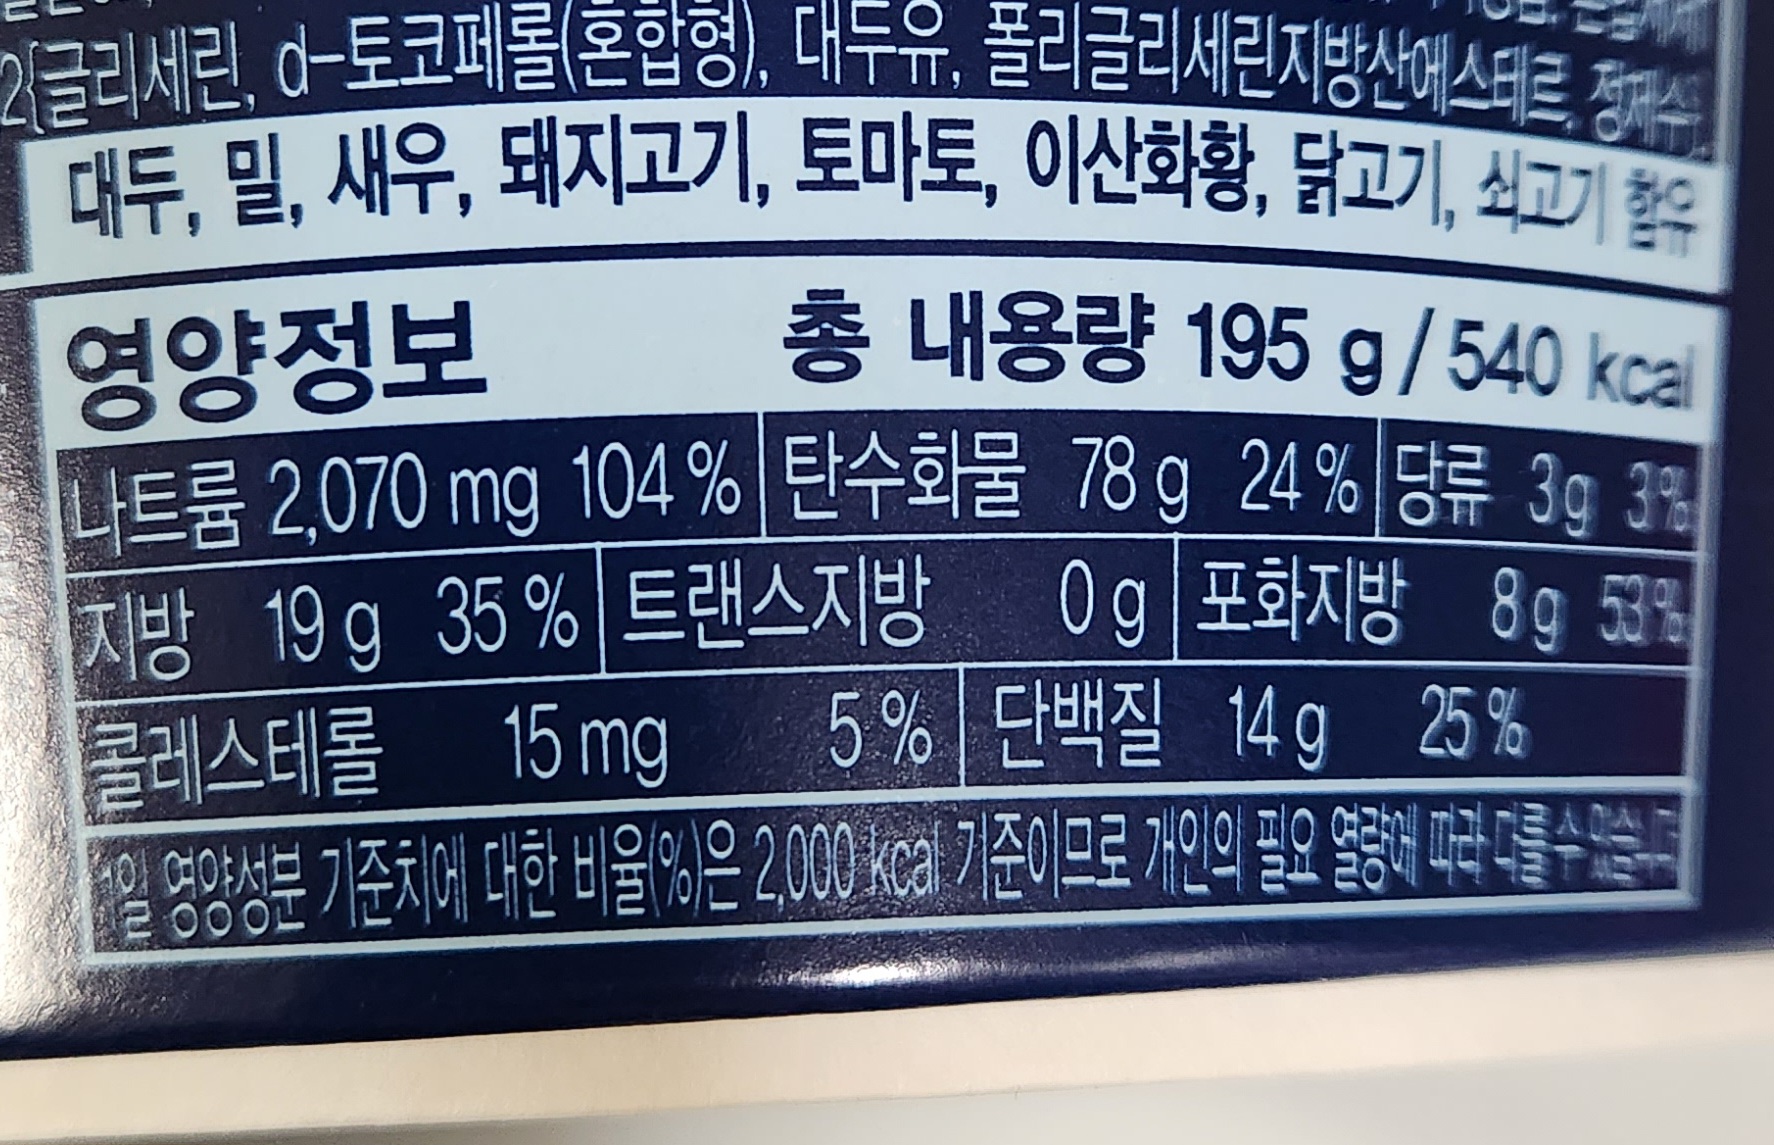 2{글리세린, d-토코페롤(혼합형), 대두유, 폴리글리세린지방산에스테르, 정제수
대두, 밀, 새우, 돼지고기, 토마토, 이산화황, 닭고기, 쇠고기 함유
영양정보 총 내용량 195 g / 540 kcal
나트륨 2,070 mg 104 % 탄수화물 78 g 24 % 당류 3g 3%
지방 19 g 35 % 트랜스지방 0 g 포화지방 8g 53%
콜레스테롤 15 mg 5 % 단백질 14 g 25 %
1일 영양성분 기준치에 대한 비율(%)은 2,000 kcal 기준이므로 개인의 필요 열량에 따라 다를 수 있습니다